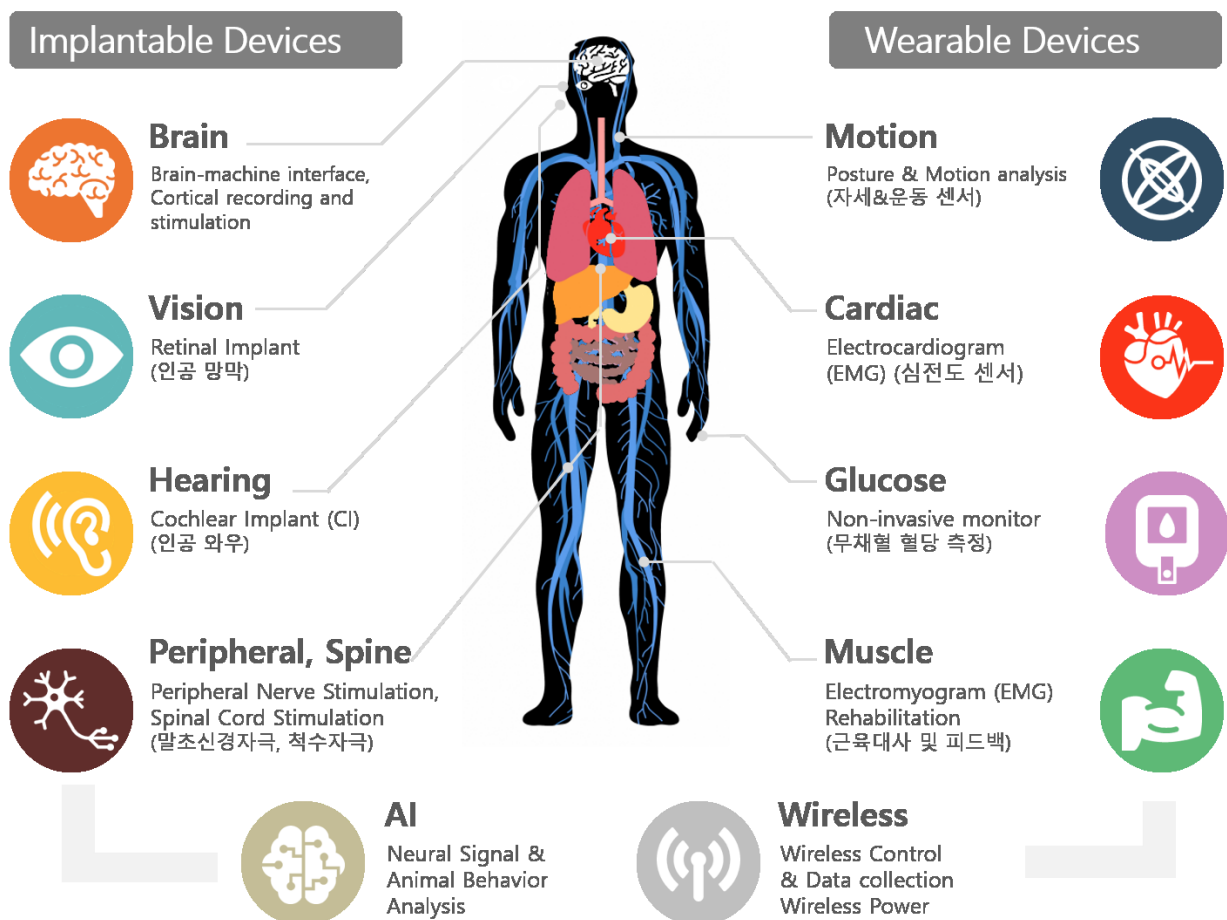 Implantable Devices
Brain
Brain-machine interface,
Cortical recording and
stimulation
Vision
Retinal Implant
(인공 망막)
Hearing
Cochlear Implant (CI)
(인공 와우)
Peripheral, Spine
Peripheral Nerve Stimulation,
Spinal Cord Stimulation
(말초신경자극, 척수자극)
Wearable Devices
Motion
Posture & Motion analysis
(자세&운동 센서)
Cardiac
Electrocardiogram
(EMG) (심전도 센서)
Glucose
Non-invasive monitor
(무채혈 혈당 측정)
Muscle
Electromyogram (EMG)
Rehabilitation
(근육대사 및 피드백)
AI
Neural Signal &
Animal Behavior
Analysis
Wireless
Wireless Control
& Data collection
Wireless Power